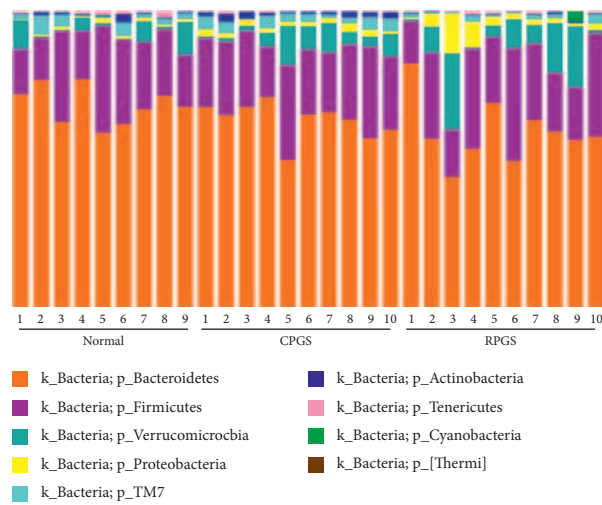 1 2 3 4 5 6 7 8 9 1 2 3 4 5 6 7 8 9 10 1 2 3 4 5 6 7 8 9 10
Normal CPGS RPGS
k_Bacteria; p_Bacteroidetes
k_Bacteria; p_Firmicutes
k_Bacteria; p_Verrucomicrcbia
k_Bacteria; p_Proteobacteria
k_Bacteria; p_TM7
k_Bacteria; p_Actinobacteria
k_Bacteria; p_Tenericutes
k_Bacteria; p_Cyanobacteria
k_Bacteria; p_[Thermi]